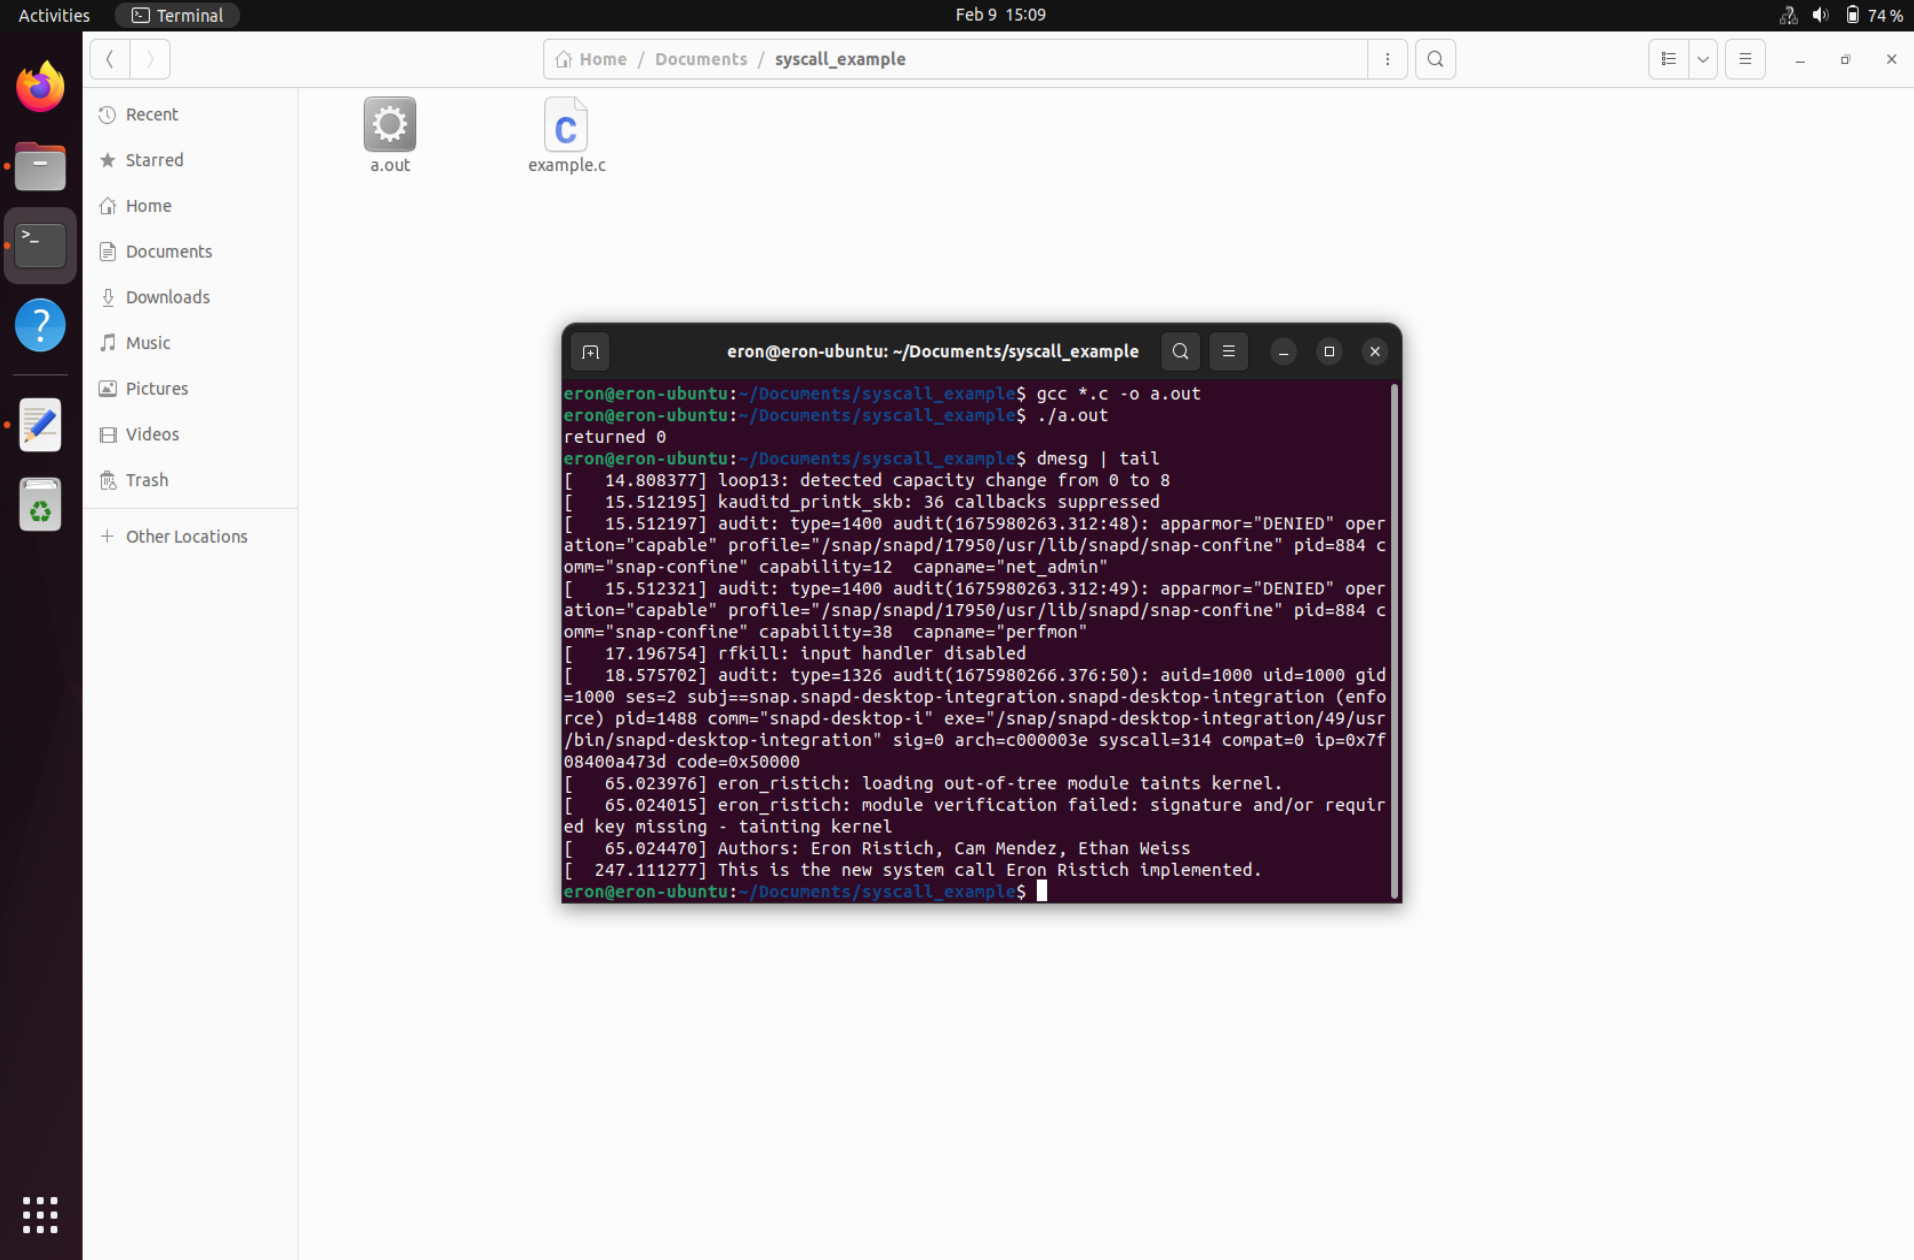 Activities
Terminal
Feb 9 15:09
74 %
Home / Documents / syscall_example
Recent
Starred
Home
Documents
Downloads
Music
Pictures
Videos
Trash
Other Locations
a.out
example.c
eron@eron-ubuntu: ~/Documents/syscall_example
eron@eron-ubuntu:~/Documents/syscall_example$ gcc *.c -o a.out
eron@eron-ubuntu:~/Documents/syscall_example$ ./a.out
returned 0
eron@eron-ubuntu:~/Documents/syscall_example$ dmesg | tail
[   14.808377] loop13: detected capacity change from 0 to 8
[   15.512195] kauditd_printk_skb: 36 callbacks suppressed
[   15.512197] audit: type=1400 audit(1675980263.312:48): apparmor="DENIED" oper
ation="capable" profile="/snap/snapd/17950/usr/lib/snapd/snap-confine" pid=884 c
omm="snap-confine" capability=12  capname="net_admin"
[   15.512321] audit: type=1400 audit(1675980263.312:49): apparmor="DENIED" oper
ation="capable" profile="/snap/snapd/17950/usr/lib/snapd/snap-confine" pid=884 c
omm="snap-confine" capability=38  capname="perfmon"
[   17.196754] rfkill: input handler disabled
[   18.575702] audit: type=1326 audit(1675980266.376:50): auid=1000 uid=1000 gid
=1000 ses=2 subj==snap.snapd-desktop-integration.snapd-desktop-integration (enfo
rce) pid=1488 comm="snapd-desktop-i" exe="/snap/snapd-desktop-integration/49/usr
/bin/snapd-desktop-integration" sig=0 arch=c000003e syscall=314 compat=0 ip=0x7f
08400a473d code=0x50000
[   65.023976] eron_ristich: loading out-of-tree module taints kernel.
[   65.024015] eron_ristich: module verification failed: signature and/or requir
ed key missing - tainting kernel
[   65.024470] Authors: Eron Ristich, Cam Mendez, Ethan Weiss
[  247.111277] This is the new system call Eron Ristich implemented.
eron@eron-ubuntu:~/Documents/syscall_example$